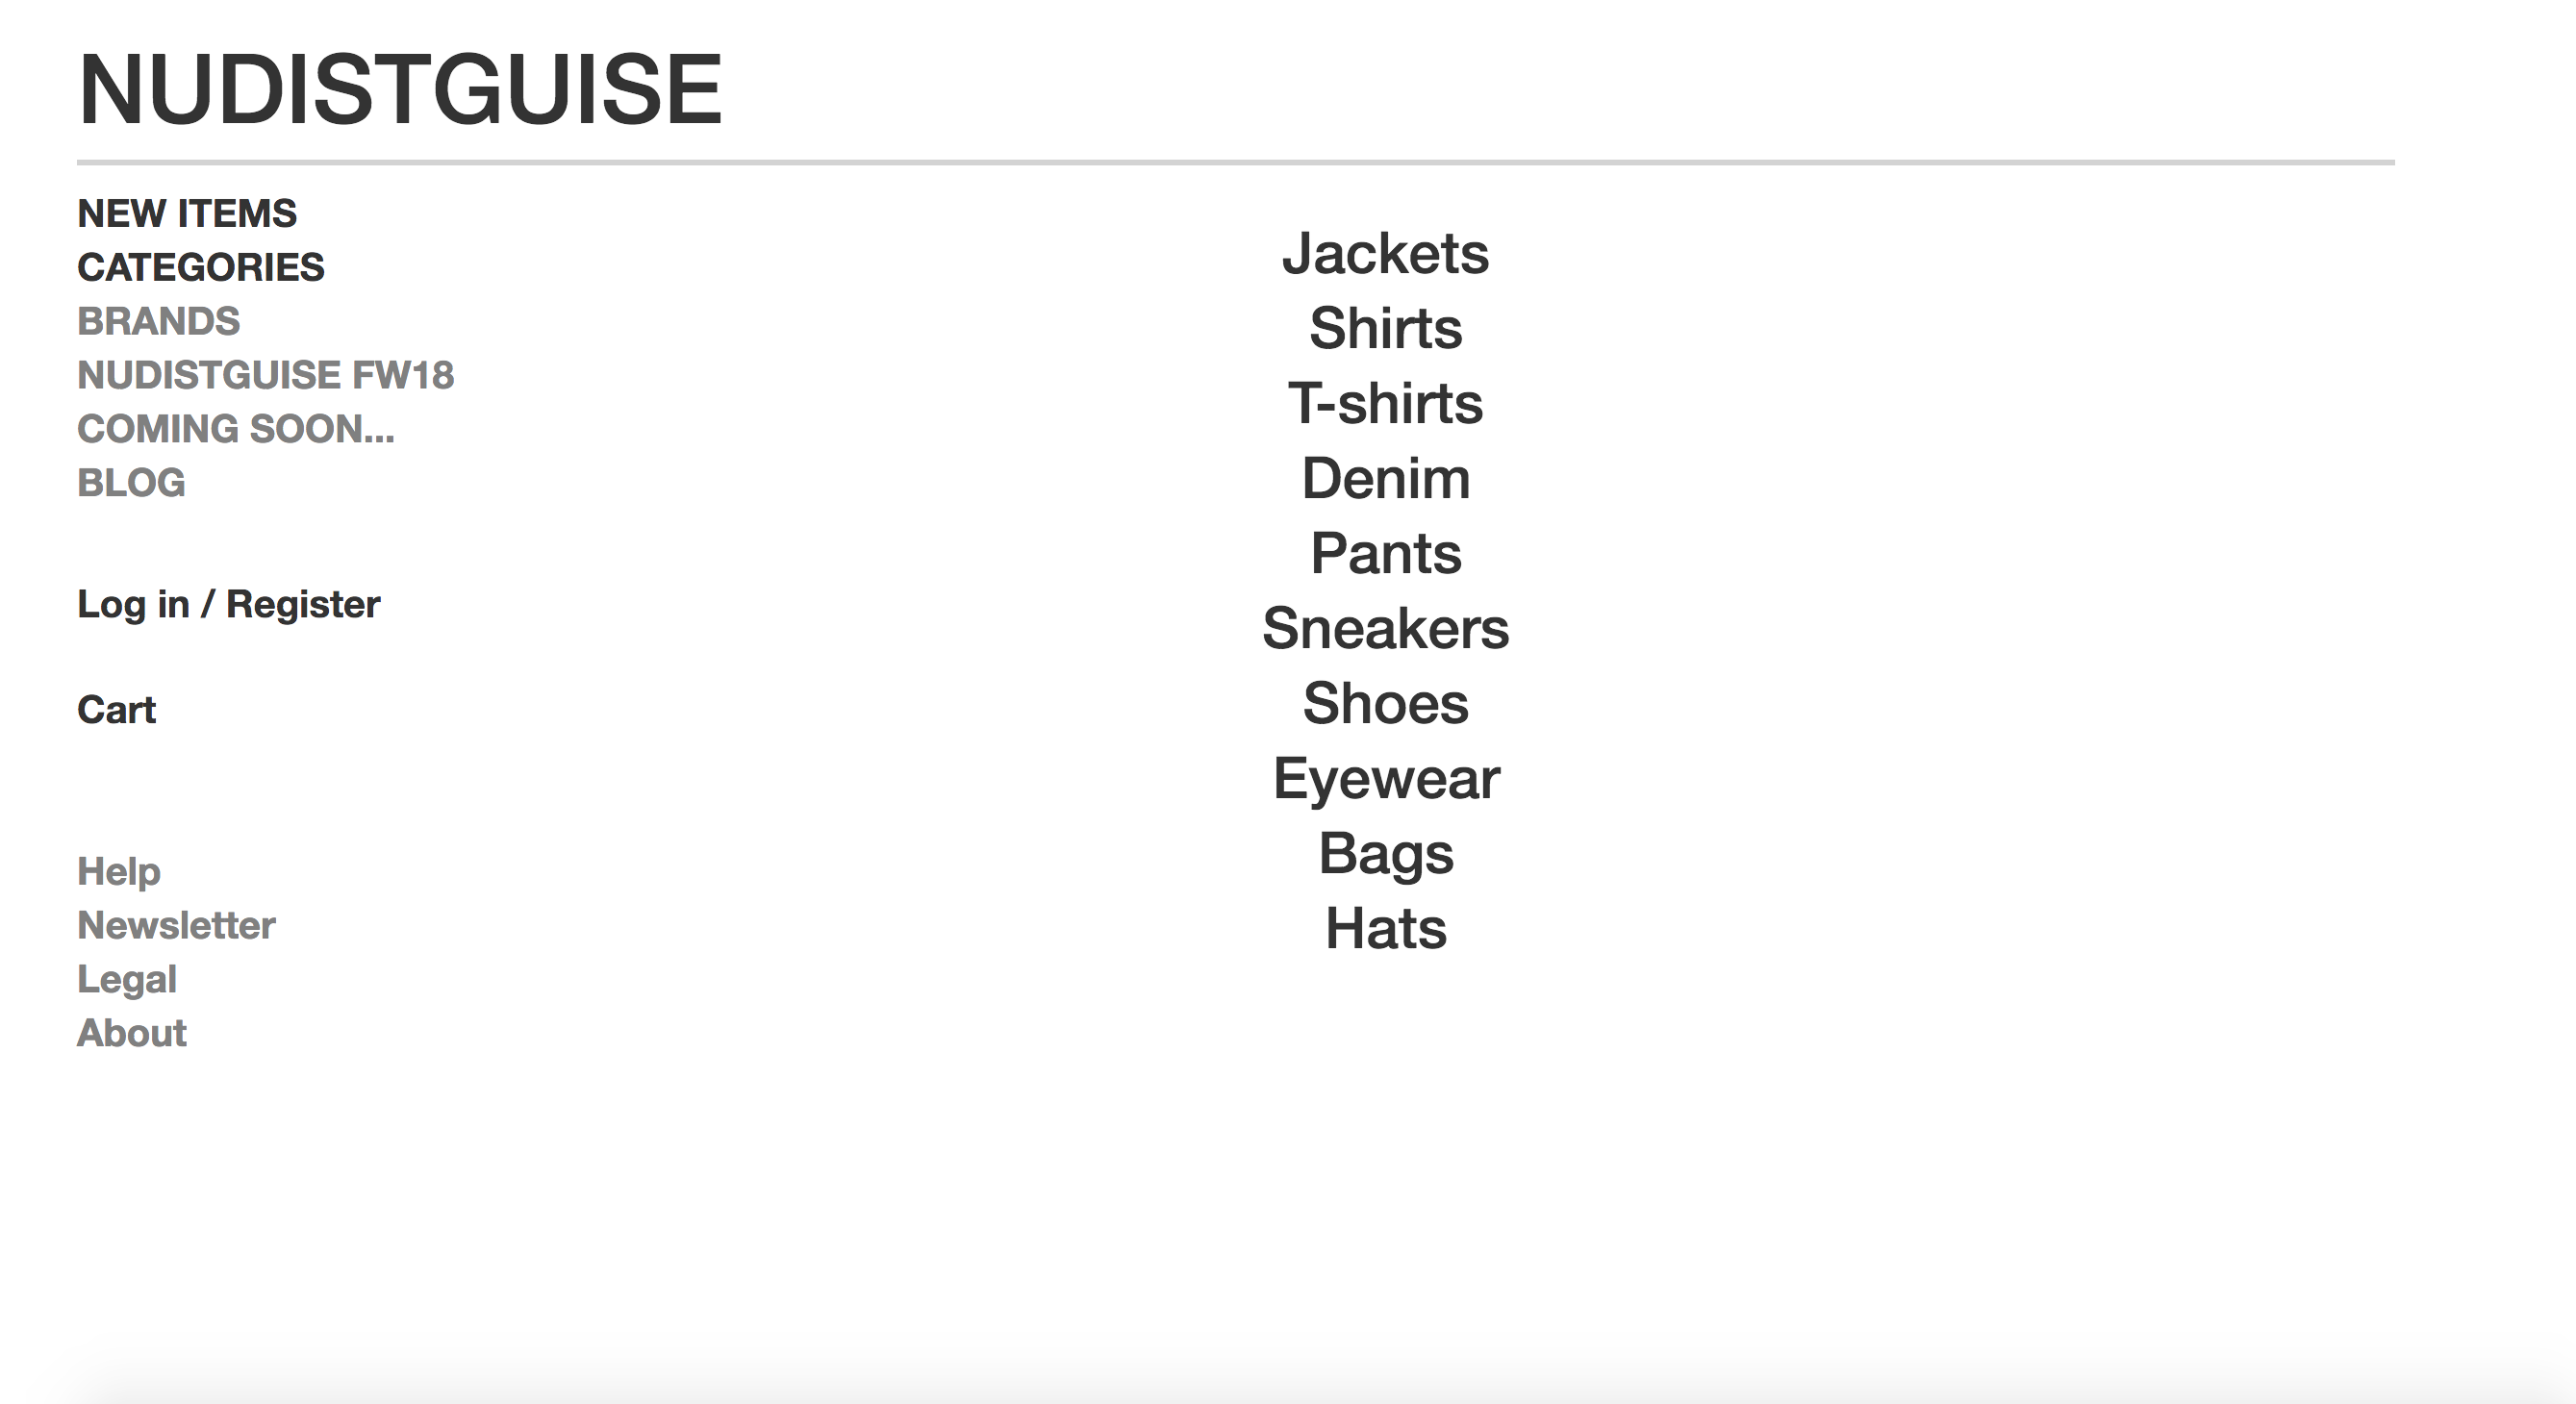 NUDISTGUISE
NEW ITEMS
CATEGORIES
BRANDS
NUDISTGUISE FW18
COMING SOON...
BLOG
Log in / Register
Cart
Help
Newsletter
Legal
About
Jackets
Shirts
T-shirts
Denim
Pants
Sneakers
Shoes
Eyewear
Bags
Hats